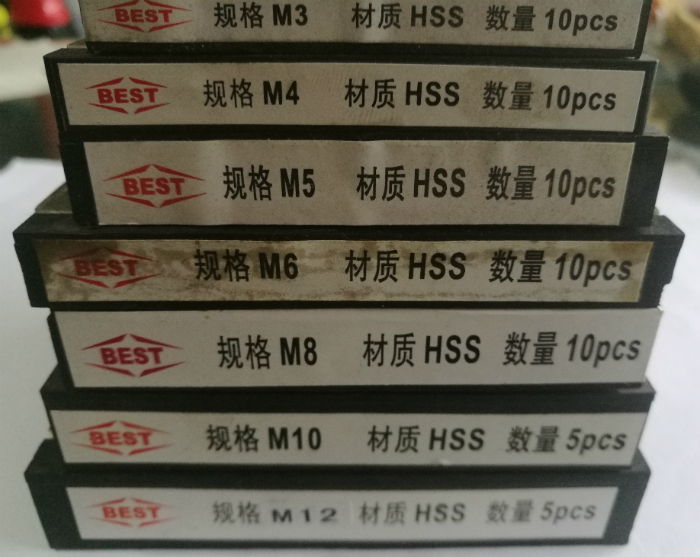 BEST 规格 M3 材质 HSS 数量 10pcs
BEST 规格 M4 材质 HSS 数量 10pcs
BEST 规格 M5 材质 HSS 数量 10pcs
BEST 规格 M6 材质 HSS 数量 10pcs
BEST 规格 M8 材质 HSS 数量 10pcs
BEST 规格 M10 材质 HSS 数量 5pcs
BEST 规格 M12 材质 HSS 数量 5pcs